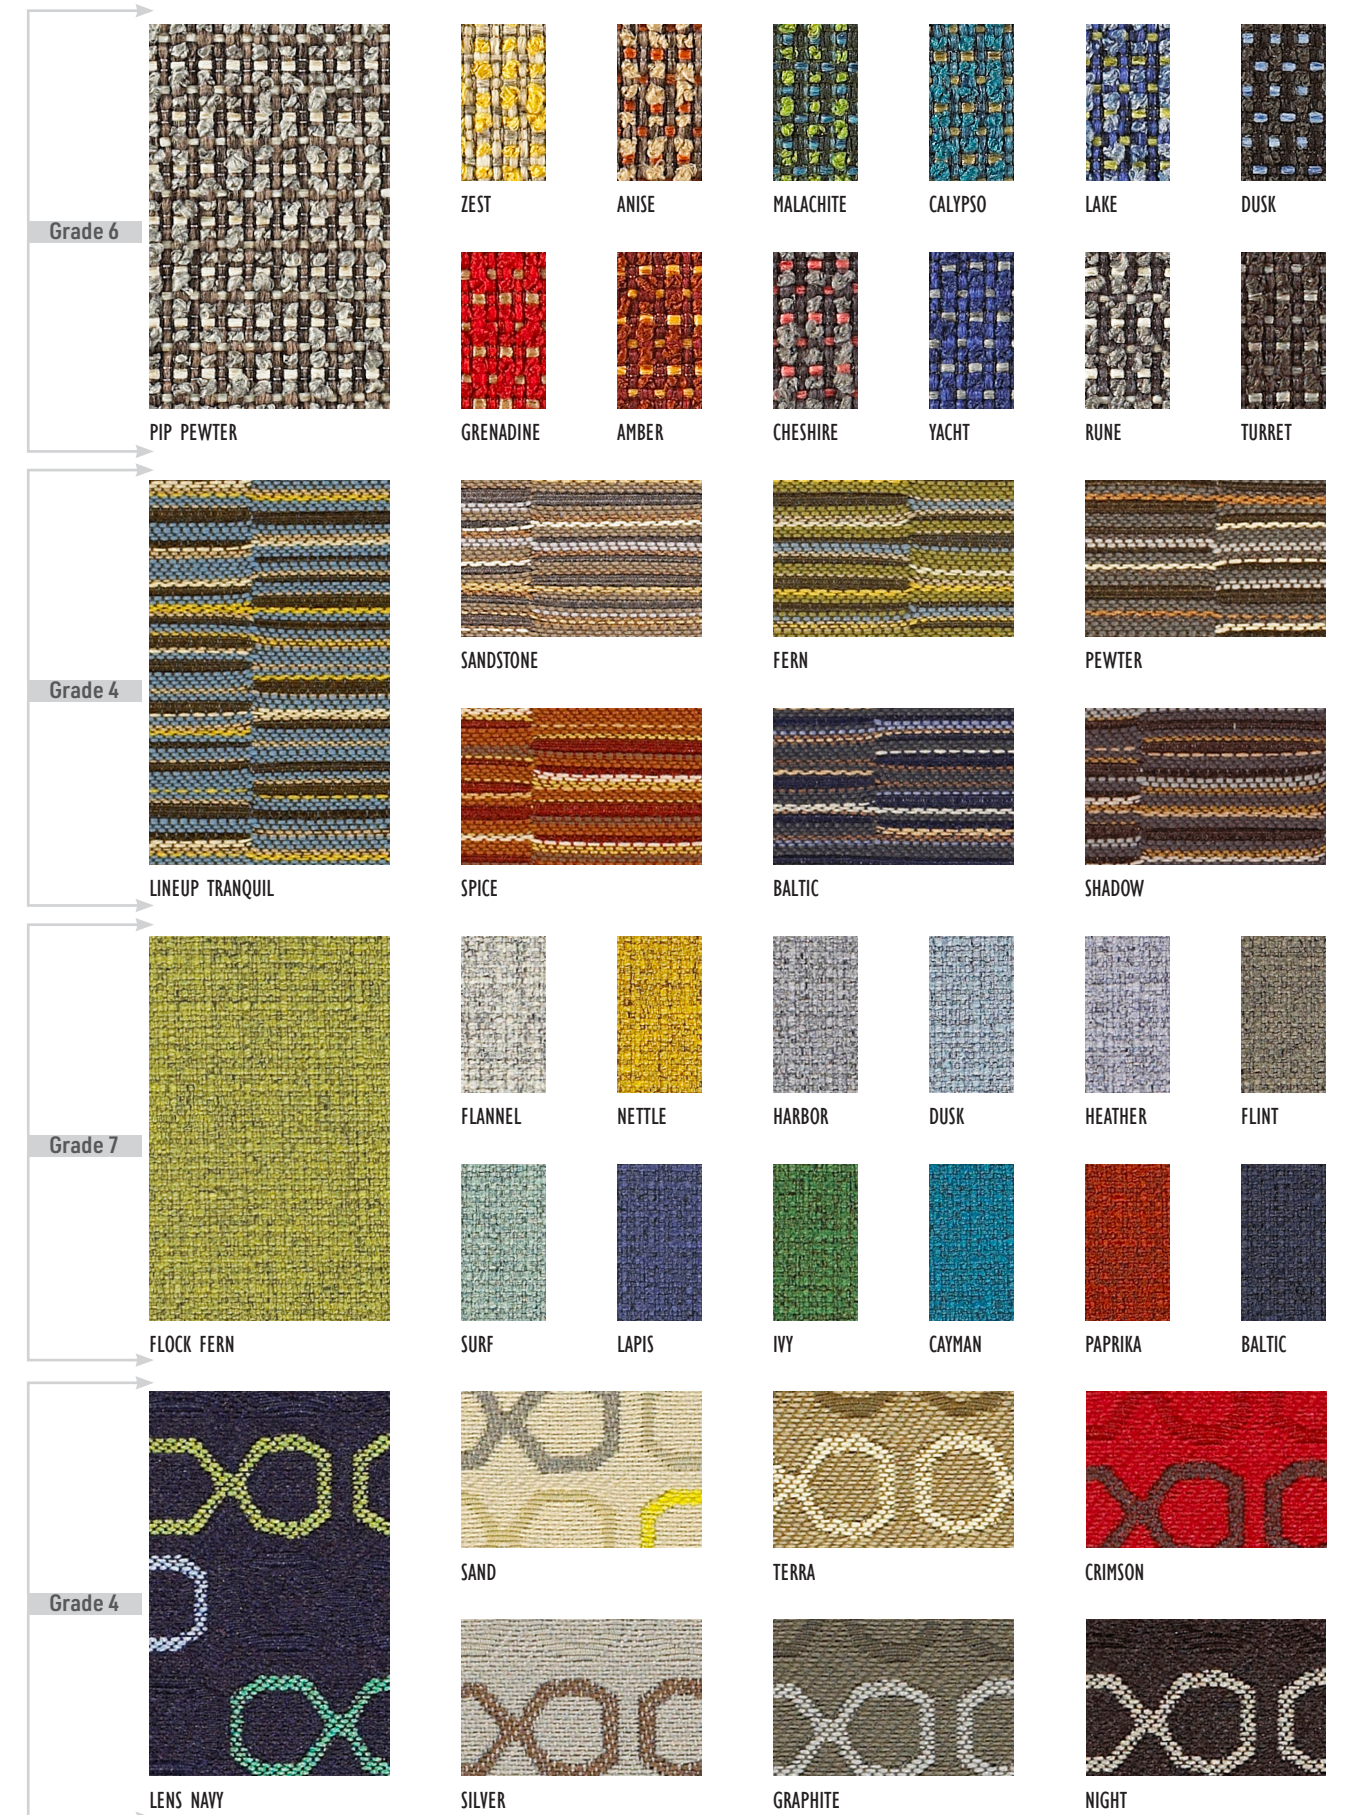 ZEST ANISE MALACHITE CALYPSO LAKE DUSK
Grade 6
PIP PEWTER GRENADINE AMBER CHESHIRE YACHT RUNE TURRET
SANDSTONE FERN PEWTER
Grade 4
LINEUP TRANQUIL SPICE BALTIC SHADOW
FLANNEL NETTLE HARBOR DUSK HEATHER FLINT
Grade 7
FLOCK FERN SURF LAPIS IVY CAYMAN PAPRIKA BALTIC
SAND TERRA CRIMSON
Grade 4
LENS NAVY SILVER GRAPHITE NIGHT